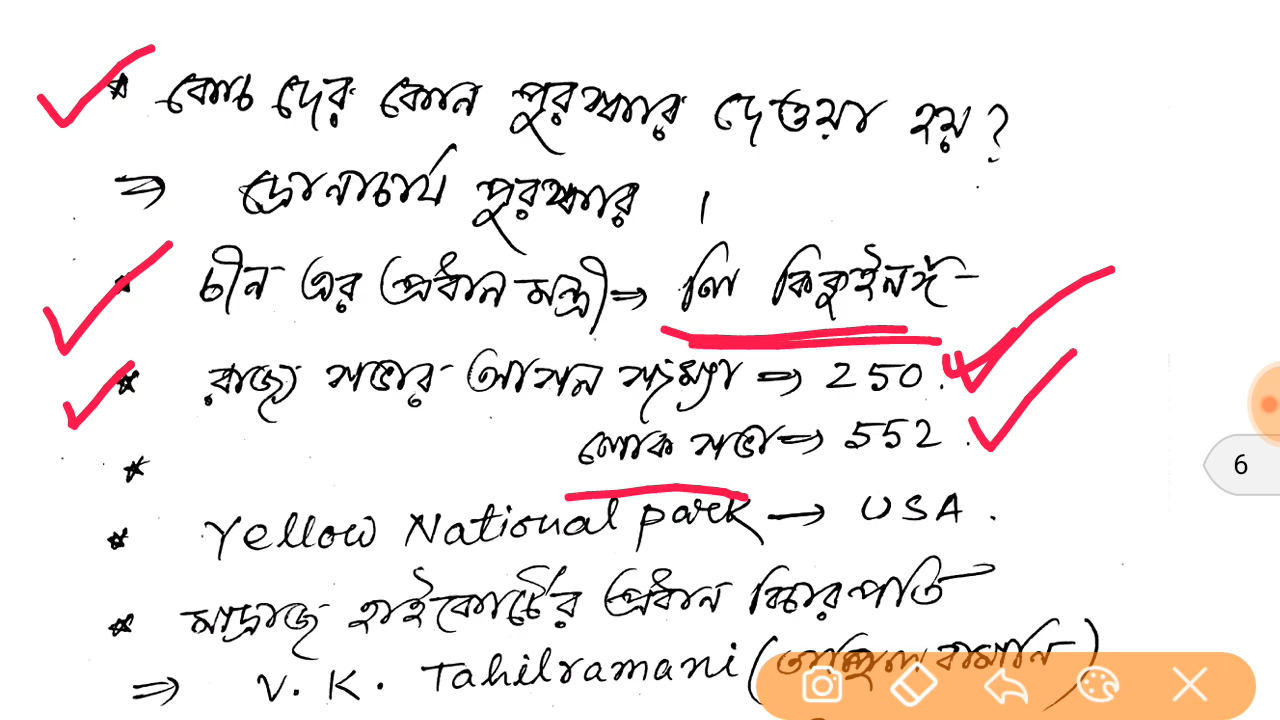 * কোচ দের কোন পুরস্কার দেওয়া হয় ?
⇒ দ্রোনাচার্য পুরস্কার ।
* চীন এর প্রধান মন্ত্রী ⇒ লি কিকুইনঙ্গ
* রাজ্য সভার আসন সংখ্যা ⇒ 250.
* লোক সভা ⇒ 552.
* Yellow National park → USA.
* মাদ্রাজ হাইকোর্টের প্রধান বিচারপতি
⇒ V. K. Tahilramani (
6